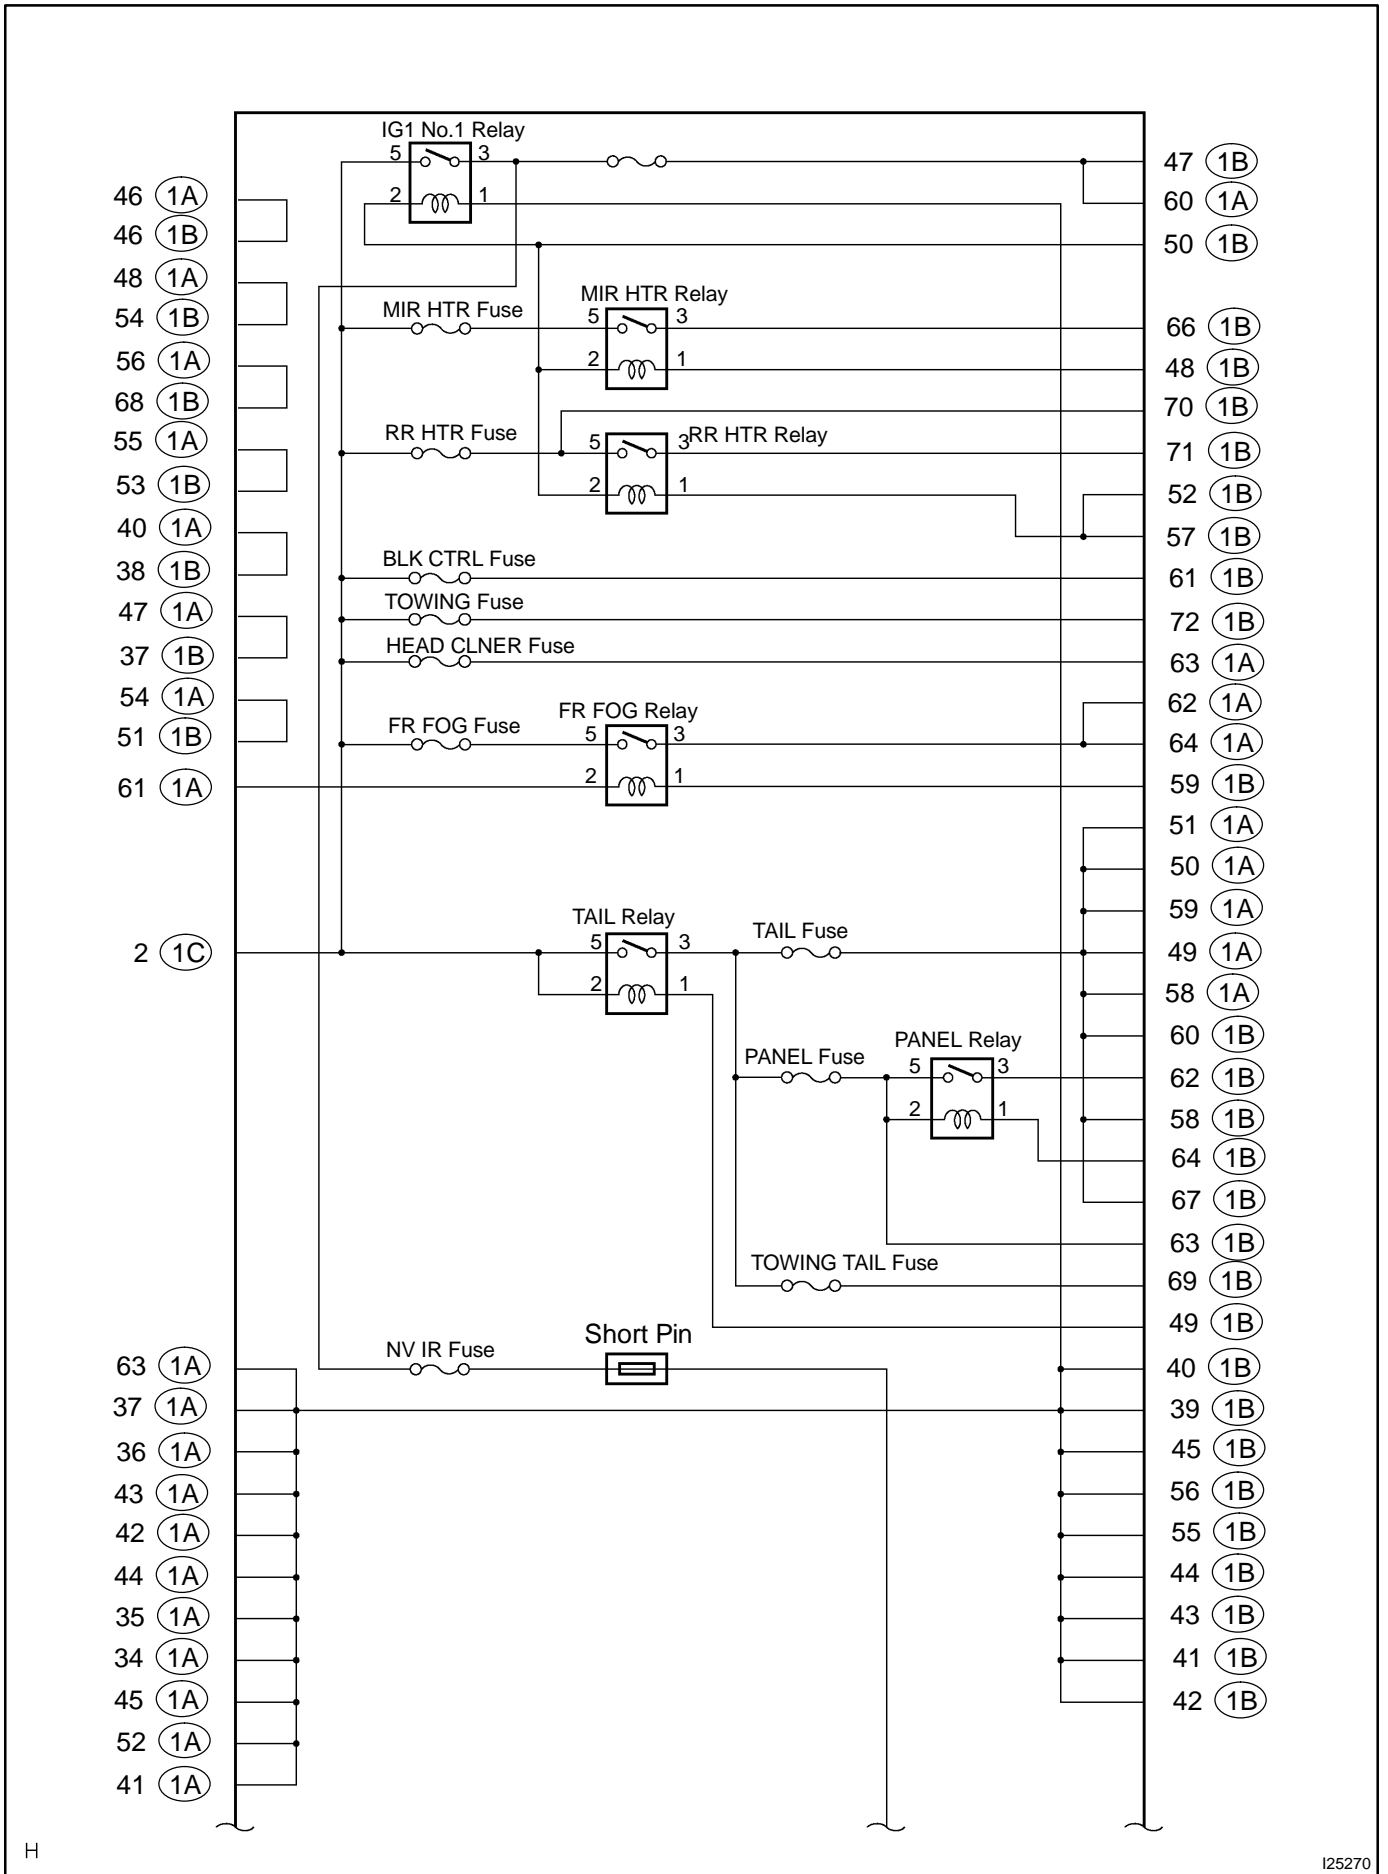 IG1 No.1 Relay
5 3
47 1B
46 1A
2 1
60 1A
46 1B
50 1B
48 1A
MIR HTR Relay
MIR HTR Fuse
54 1B
5 3
66 1B
56 1A
2 1
48 1B
68 1B
70 1B
55 1A
RR HTR Fuse
5 3
RR HTR Relay
71 1B
53 1B
2 1
52 1B
40 1A
57 1B
BLK CTRL Fuse
38 1B
61 1B
47 1A
TOWING Fuse
72 1B
37 1B
HEAD CLNER Fuse
63 1A
54 1A
62 1A
FR FOG Relay
FR FOG Fuse
51 1B
5 3
64 1A
61 1A
2 1
59 1B
51 1A
50 1A
59 1A
TAIL Relay
TAIL Fuse
2 1C
5 3
49 1A
2 1
58 1A
60 1B
PANEL Relay
PANEL Fuse
5 3
62 1B
2 1
58 1B
64 1B
67 1B
63 1B
TOWING TAIL Fuse
69 1B
49 1B
Short Pin
NV IR Fuse
63 1A
40 1B
37 1A
39 1B
36 1A
45 1B
43 1A
56 1B
42 1A
55 1B
44 1A
44 1B
35 1A
43 1B
34 1A
41 1B
45 1A
42 1B
52 1A
41 1A
H
I25270